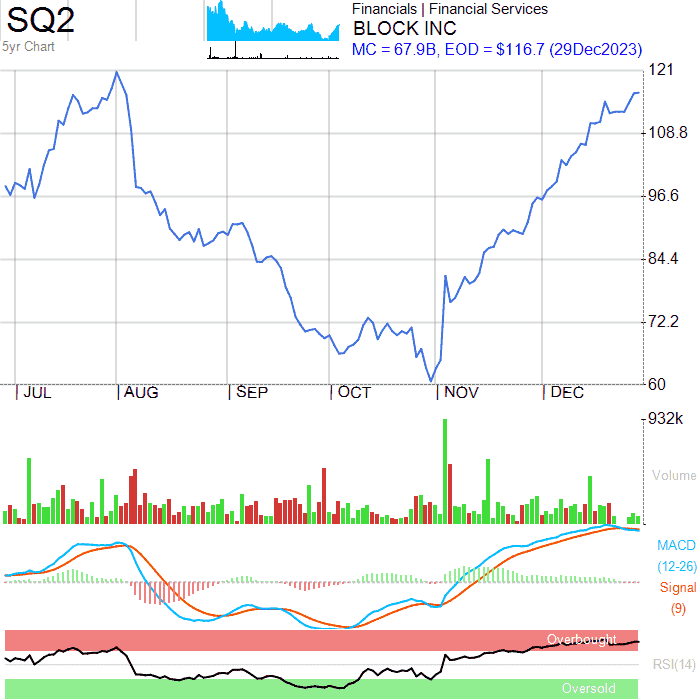 SQ2
5yr Chart
Financials | Financial Services
BLOCK INC
MC = 67.9B, EOD = $116.7 (29Dec2023)
121
108.8
96.6
84.4
72.2
60
JUL AUG SEP OCT NOV DEC
932k
Volume
MACD
(12-26)
Signal
(9)
Overbought
RSI(14)
Oversold